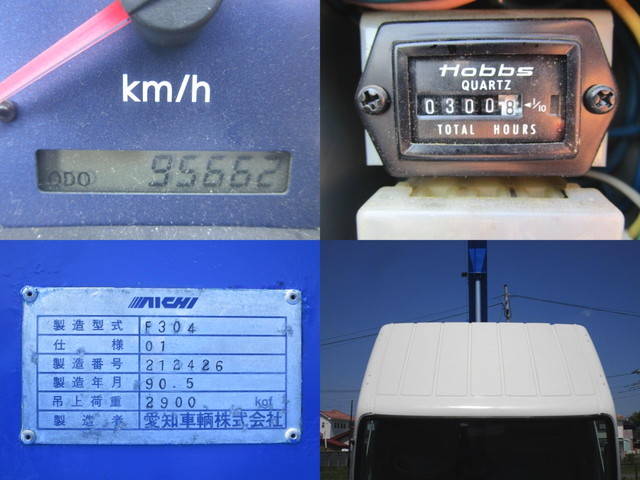 km/h
ODO 95662
Hobbs
QUARTZ
03008 ◄1/10
TOTAL HOURS
AICHI
製造型式 F304
仕様 01
製造番号 212426
製造年月 90.5
吊上荷重 2900 kgf
製造者 愛知車輌株式会社